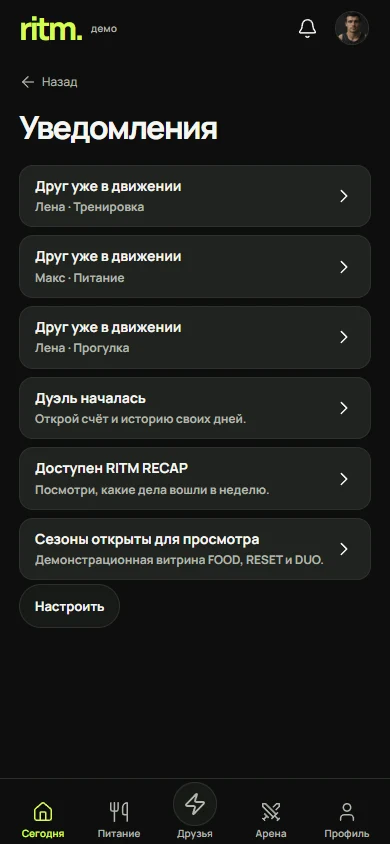 ritm. демо
Назад
Уведомления
Друг уже в движении
Лена · Тренировка
Друг уже в движении
Макс · Питание
Друг уже в движении
Лена · Прогулка
Дуэль началась
Открой счёт и историю своих дней.
Доступен RITM RECAP
Посмотри, какие дела вошли в неделю.
Сезоны открыты для просмотра
Демонстрационная витрина FOOD, RESET и DUO.
Настроить
Сегодня Питание Друзья Арена Профиль